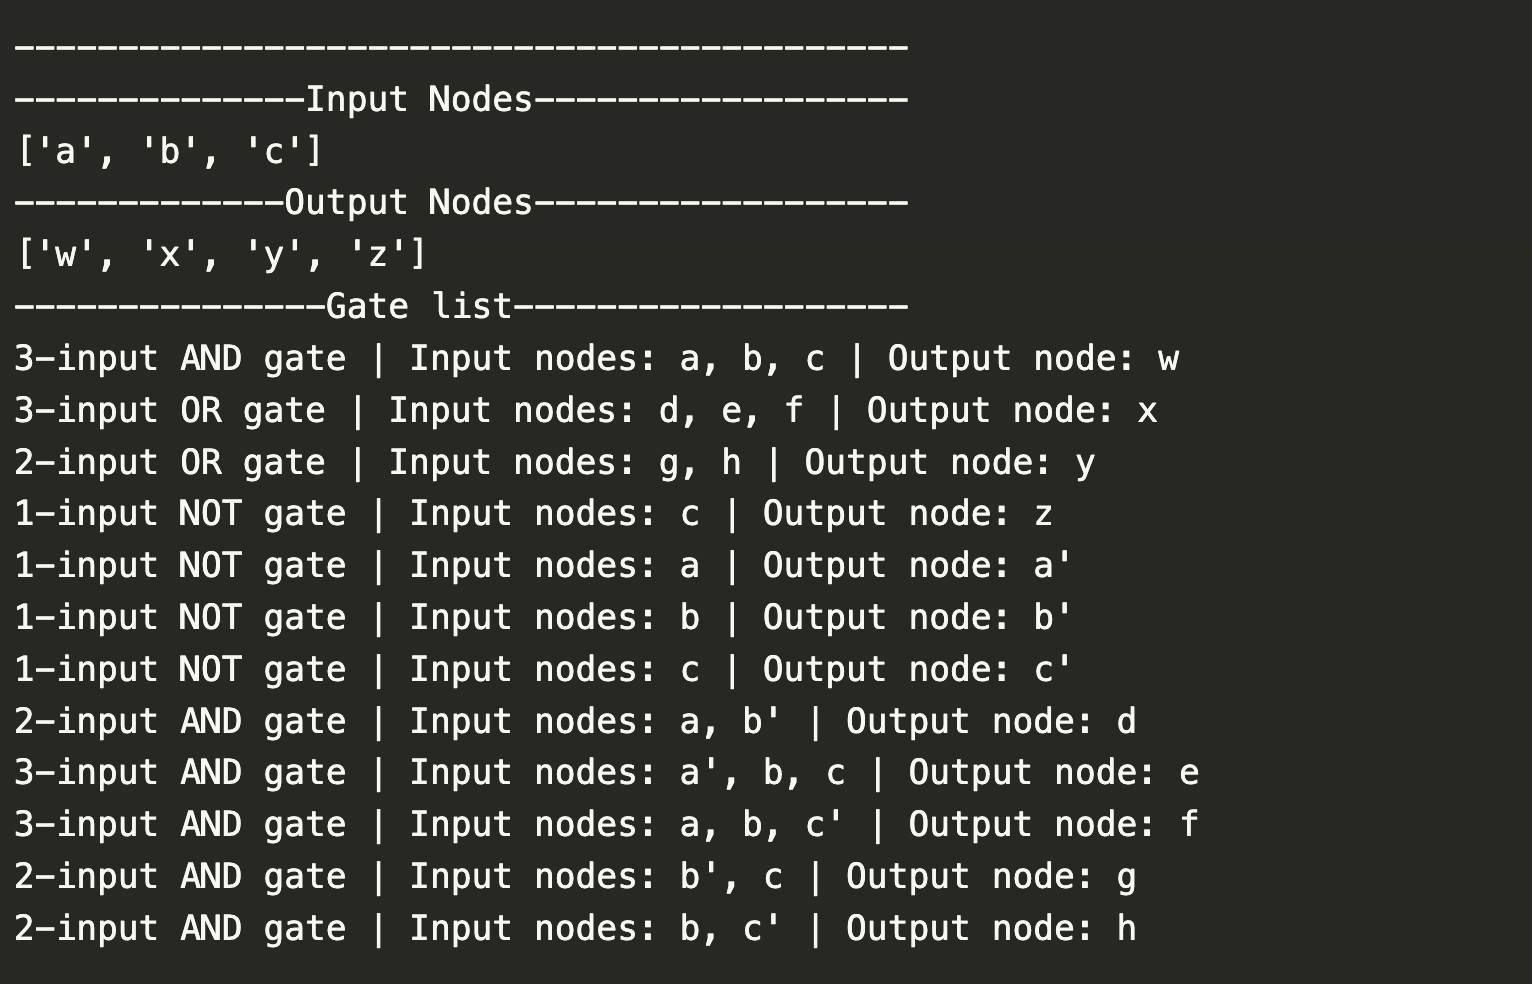 -------------------------------------------
--------------Input Nodes------------------
['a', 'b', 'c']
-------------Output Nodes------------------
['w', 'x', 'y', 'z']
---------------Gate list-------------------
3-input AND gate | Input nodes: a, b, c | Output node: w
3-input OR gate | Input nodes: d, e, f | Output node: x
2-input OR gate | Input nodes: g, h | Output node: y
1-input NOT gate | Input nodes: c | Output node: z
1-input NOT gate | Input nodes: a | Output node: a'
1-input NOT gate | Input nodes: b | Output node: b'
1-input NOT gate | Input nodes: c | Output node: c'
2-input AND gate | Input nodes: a, b' | Output node: d
3-input AND gate | Input nodes: a', b, c | Output node: e
3-input AND gate | Input nodes: a, b, c' | Output node: f
2-input AND gate | Input nodes: b', c | Output node: g
2-input AND gate | Input nodes: b, c' | Output node: h